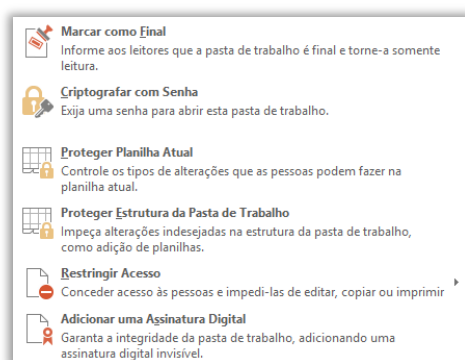 Marcar como Final
Informe aos leitores que a pasta de trabalho é final e torne-a somente
leitura.
Criptografar com Senha
Exija uma senha para abrir esta pasta de trabalho.
Proteger Planilha Atual
Controle os tipos de alterações que as pessoas podem fazer na
planilha atual.
Proteger Estrutura da Pasta de Trabalho
Impeça alterações indesejadas na estrutura da pasta de trabalho,
como adição de planilhas.
Restringir Acesso
Conceder acesso às pessoas e impedi-las de editar, copiar ou imprimir
Adicionar uma Assinatura Digital
Garanta a integridade da pasta de trabalho, adicionando uma
assinatura digital invisível.